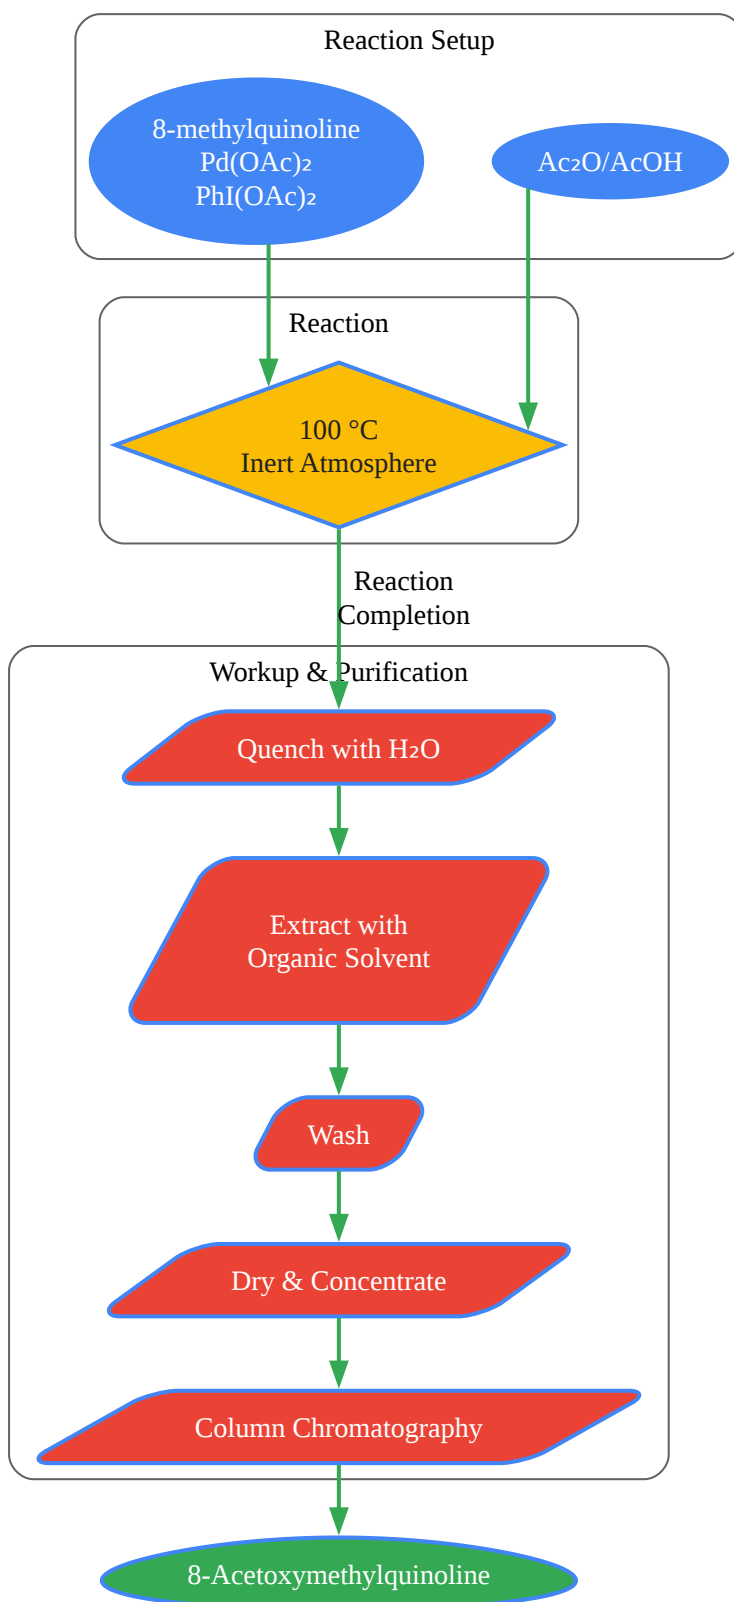 Reaction Setup
8-methylquinoline
Pd(OAc)₂
PhI(OAc)₂
Ac₂O/AcOH
Reaction
100 °C
Inert Atmosphere
Reaction
Completion
Workup & Purification
Quench with H₂O
Extract with
Organic Solvent
Wash
Dry & Concentrate
Column Chromatography
8-Acetoxymethylquinoline